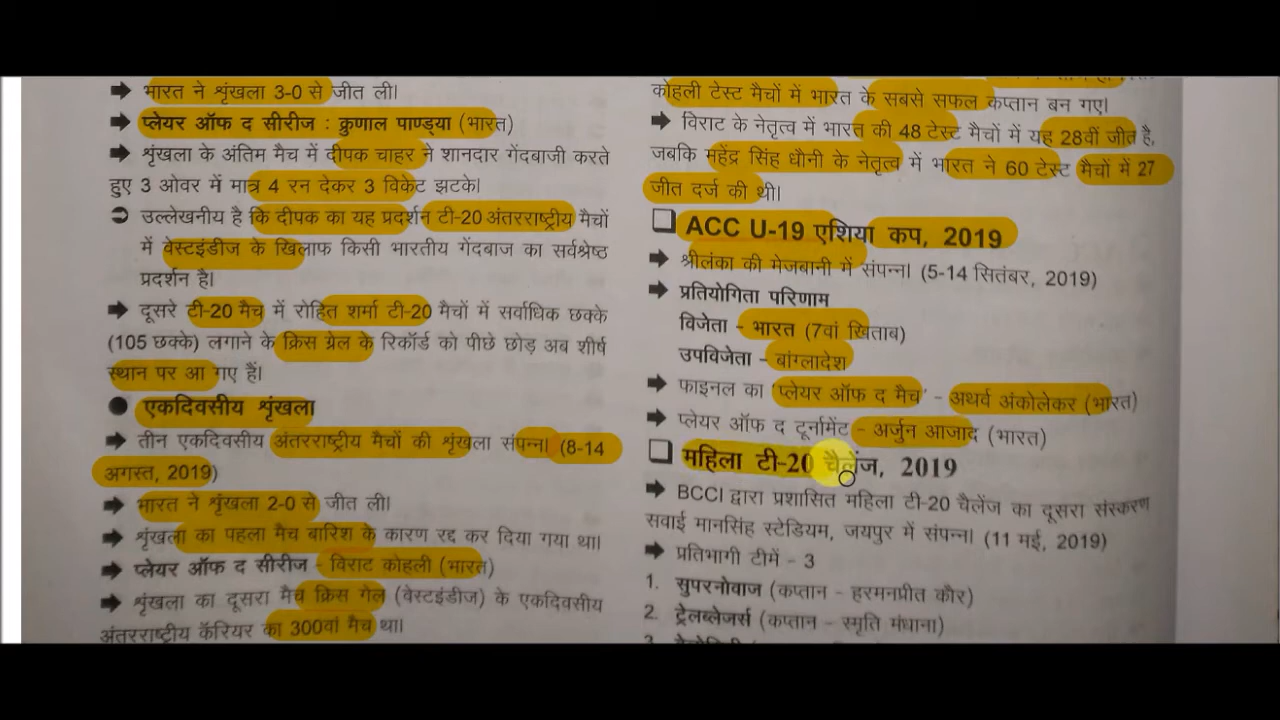 ➡ भारत ने शृंखला 3-0 से जीत ली।
➡ प्लेयर ऑफ द सीरीज : क्रुणाल पाण्ड्या (भारत)
➡ शृंखला के अंतिम मैच में दीपक चाहर ने शानदार गेंदबाजी करते
हुए 3 ओवर में मात्र 4 रन देकर 3 विकेट झटके।
➲ उल्लेखनीय है कि दीपक का यह प्रदर्शन टी-20 अंतरराष्ट्रीय मैचों
में वेस्टइंडीज के खिलाफ किसी भारतीय गेंदबाज का सर्वश्रेष्ठ
प्रदर्शन है।
➡ दूसरे टी-20 मैच में रोहित शर्मा टी-20 मैचों में सर्वाधिक छक्के
(105 छक्के) लगाने के क्रिस ग्रेल के रिकॉर्ड को पीछे छोड़ अब शीर्ष
स्थान पर आ गए हैं।
● एकदिवसीय शृंखला
➡ तीन एकदिवसीय अंतरराष्ट्रीय मैचों की शृंखला संपन्न। (8-14
अगस्त, 2019)
➡ भारत ने शृंखला 2-0 से जीत ली।
➡ शृंखला का पहला मैच बारिश के कारण रद्द कर दिया गया था।
➡ प्लेयर ऑफ द सीरीज - विराट कोहली (भारत)
➡ शृंखला का दूसरा मैच क्रिस गेल (वेस्टइंडीज) के एकदिवसीय
अंतरराष्ट्रीय कॅरियर का 300वां मैच था।
कोहली टेस्ट मैचों में भारत के सबसे सफल कप्तान बन गए।
➡ विराट के नेतृत्व में भारत की 48 टेस्ट मैचों में यह 28वीं जीत है,
जबकि महेंद्र सिंह धौनी के नेतृत्व में भारत ने 60 टेस्ट मैचों में 27
जीत दर्ज की थी।
❑ ACC U-19 एशिया कप, 2019
➡ श्रीलंका की मेजबानी में संपन्न। (5-14 सितंबर, 2019)
➡ प्रतियोगिता परिणाम
विजेता - भारत (7वां खिताब)
उपविजेता - बांग्लादेश
➡ फाइनल का 'प्लेयर ऑफ द मैच' - अथर्व अंकोलेकर (भारत)
➡ प्लेयर ऑफ द टूर्नामेंट - अर्जुन आजाद (भारत)
❑ महिला टी-20 चैलेंज, 2019
➡ BCCI द्वारा प्रशासित महिला टी-20 चैलेंज का दूसरा संस्करण
सवाई मानसिंह स्टेडियम, जयपुर में संपन्न। (11 मई, 2019)
➡ प्रतिभागी टीमें - 3
1. सुपरनोवाज (कप्तान - हरमनप्रीत कौर)
2. ट्रेलब्लेजर्स (कप्तान - स्मृति मंधाना)